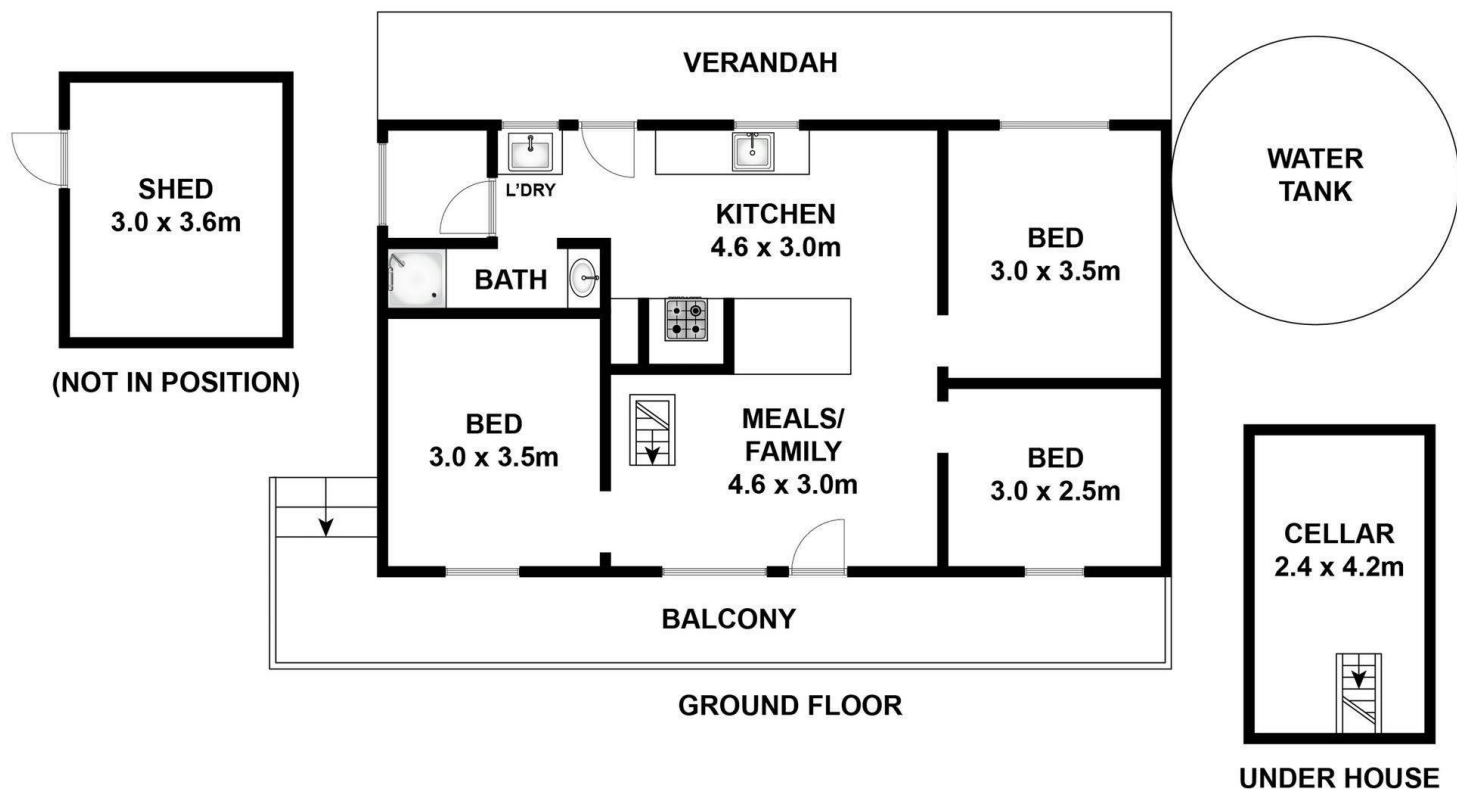 VERANDAH
SHED
3.0 x 3.6m
(NOT IN POSITION)
L'DRY
BATH
KITCHEN
4.6 x 3.0m
BED
3.0 x 3.5m
WATER
TANK
BED
3.0 x 3.5m
MEALS/
FAMILY
4.6 x 3.0m
BED
3.0 x 2.5m
CELLAR
2.4 x 4.2m
BALCONY
GROUND FLOOR
UNDER HOUSE